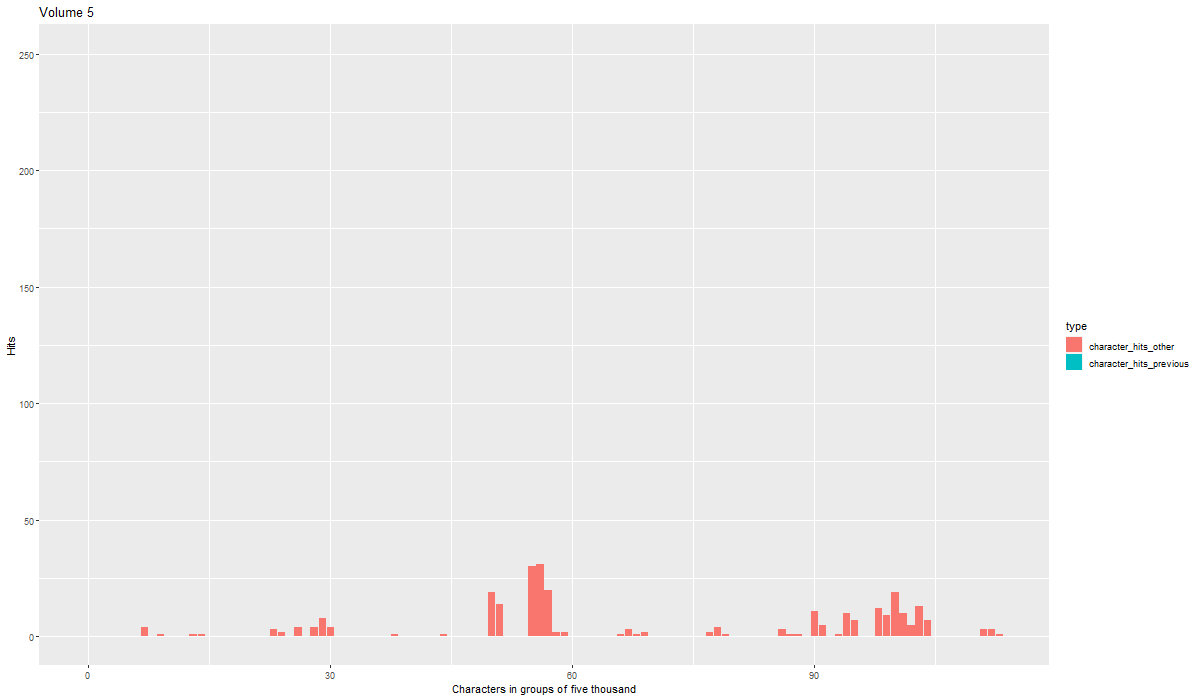 Volume 5
250
200
150
100
50
0
Hits
0 30 60 90
Characters in groups of five thousand
type
character_hits_other
character_hits_previous